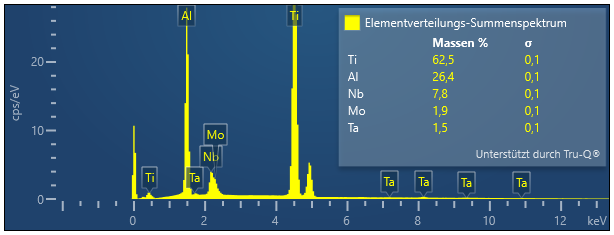 Elementverteilungs-Summenspektrum
Massen % σ
Ti 62,5 0,1
Al 26,4 0,1
Nb 7,8 0,1
Mo 1,9 0,1
Ta 1,5 0,1
Unterstützt durch Tru-Q®
Al Ti
cps/eV
20
10
0
Mo
Nb
Ti Ta Ta Ta Ta Ta
0 2 4 6 8 10 12 keV